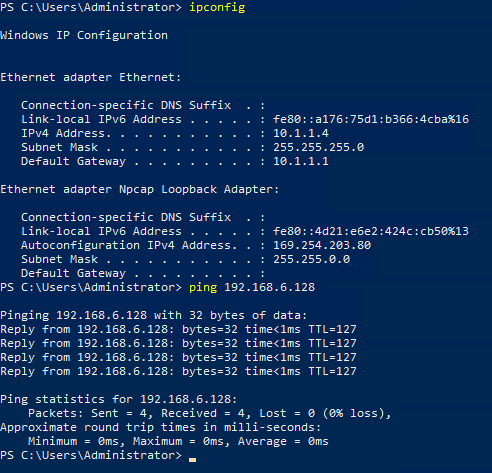 PS C:\Users\Administrator> ipconfig
Windows IP Configuration
Ethernet adapter Ethernet:
   Connection-specific DNS Suffix  . :
   Link-local IPv6 Address . . . . . : fe80::a176:75d1:b366:4cba%16
   IPv4 Address. . . . . . . . . . . : 10.1.1.4
   Subnet Mask . . . . . . . . . . . : 255.255.255.0
   Default Gateway . . . . . . . . . : 10.1.1.1
Ethernet adapter Npcap Loopback Adapter:
   Connection-specific DNS Suffix  . :
   Link-local IPv6 Address . . . . . : fe80::4d21:e6e2:424c:cb50%13
   Autoconfiguration IPv4 Address. . : 169.254.203.80
   Subnet Mask . . . . . . . . . . . : 255.255.0.0
   Default Gateway . . . . . . . . . :
PS C:\Users\Administrator> ping 192.168.6.128
Pinging 192.168.6.128 with 32 bytes of data:
Reply from 192.168.6.128: bytes=32 time<1ms TTL=127
Reply from 192.168.6.128: bytes=32 time<1ms TTL=127
Reply from 192.168.6.128: bytes=32 time<1ms TTL=127
Reply from 192.168.6.128: bytes=32 time<1ms TTL=127
Ping statistics for 192.168.6.128:
    Packets: Sent = 4, Received = 4, Lost = 0 (0% loss),
Approximate round trip times in milli-seconds:
    Minimum = 0ms, Maximum = 0ms, Average = 0ms
PS C:\Users\Administrator> _